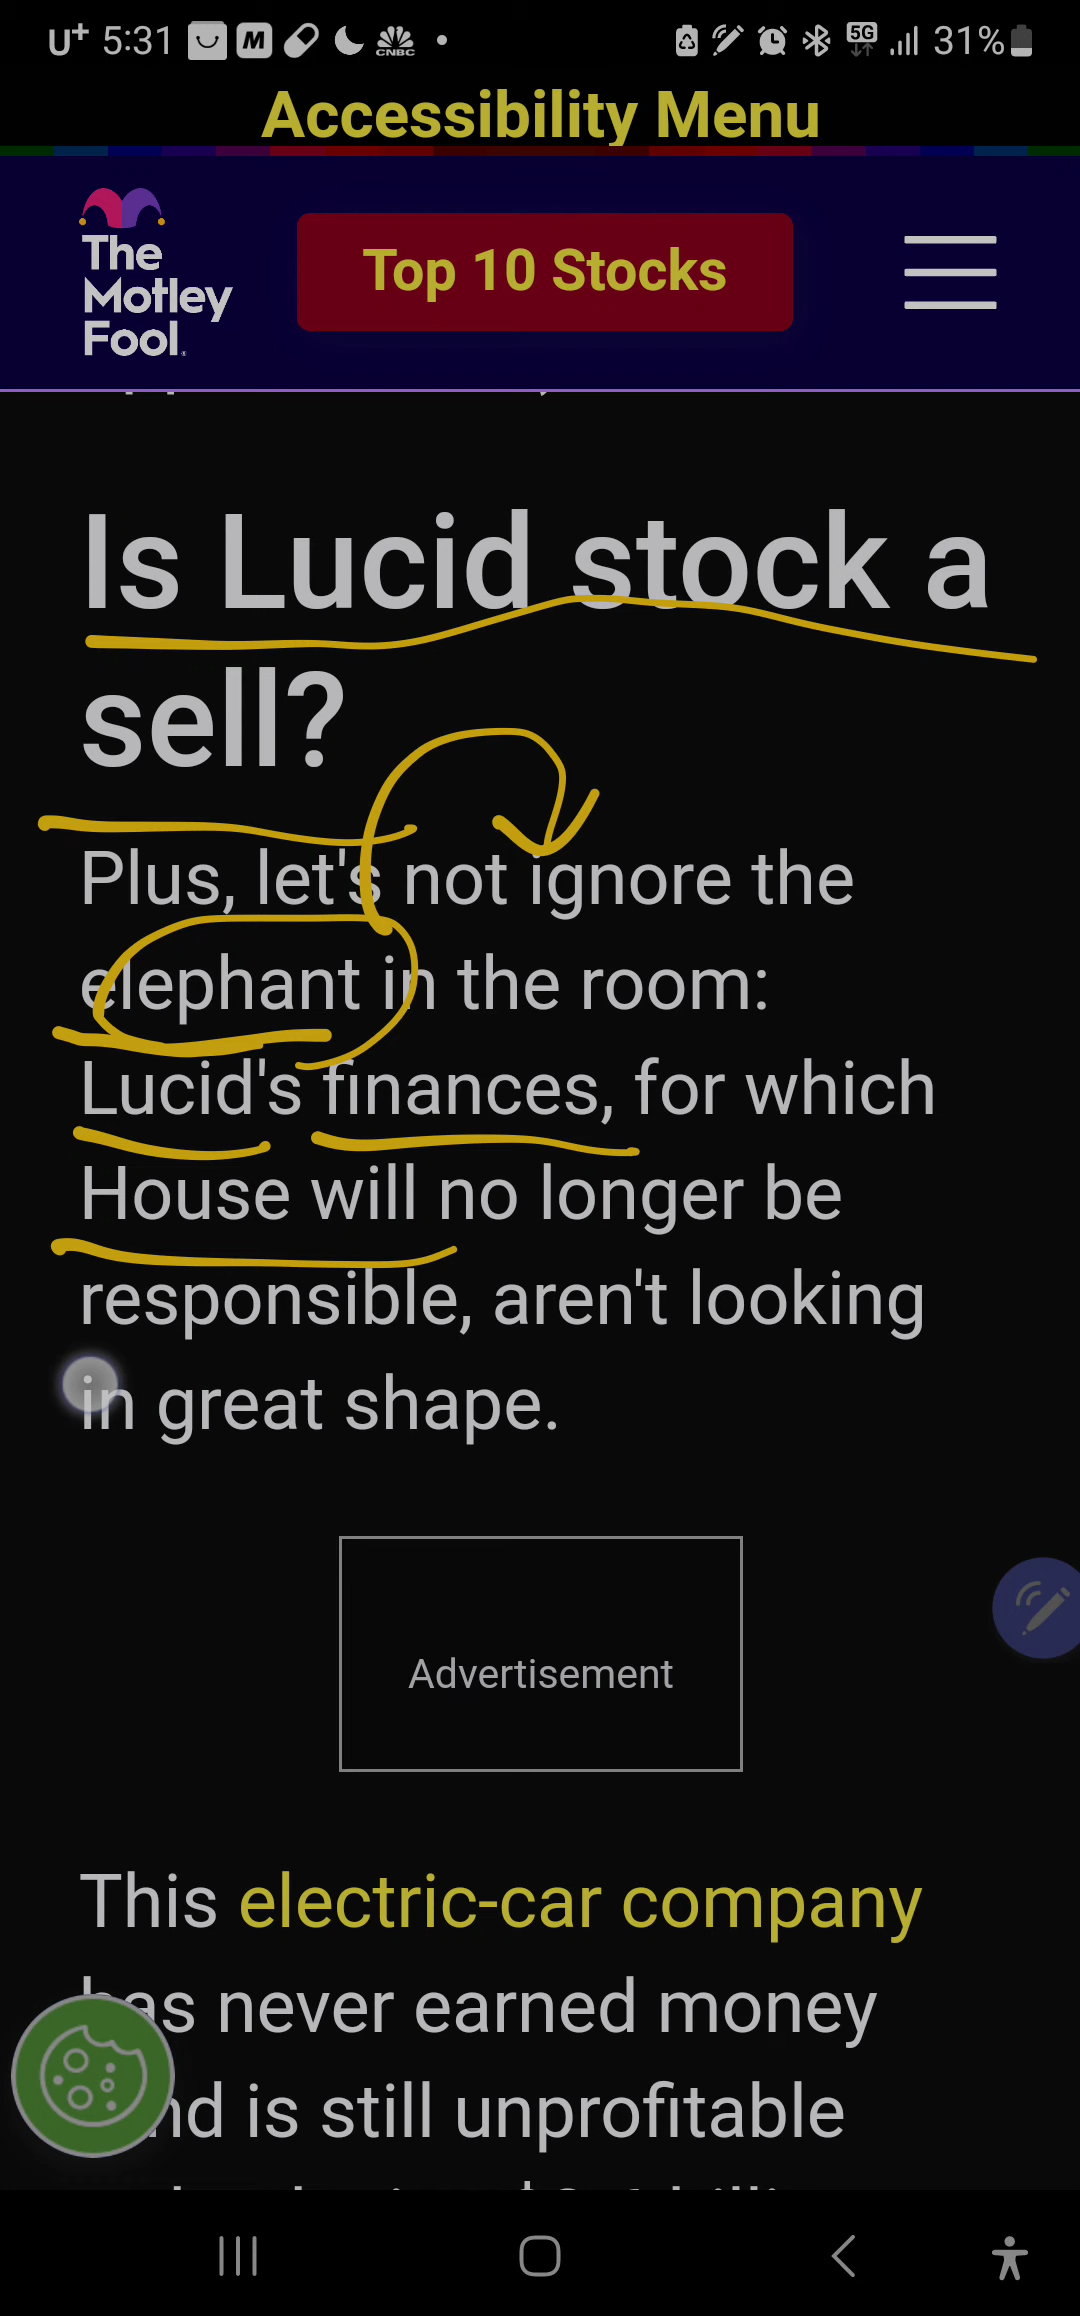 U+ 5:31 M CNBC 5G 31%
Accessibility Menu
The
Motley
Fool
Top 10 Stocks
Is Lucid stock a
sell?
Plus, let's not ignore the
elephant in the room:
Lucid's finances, for which
House will no longer be
responsible, aren't looking
in great shape.
Advertisement
This electric-car company
has never earned money
and is still unprofitable